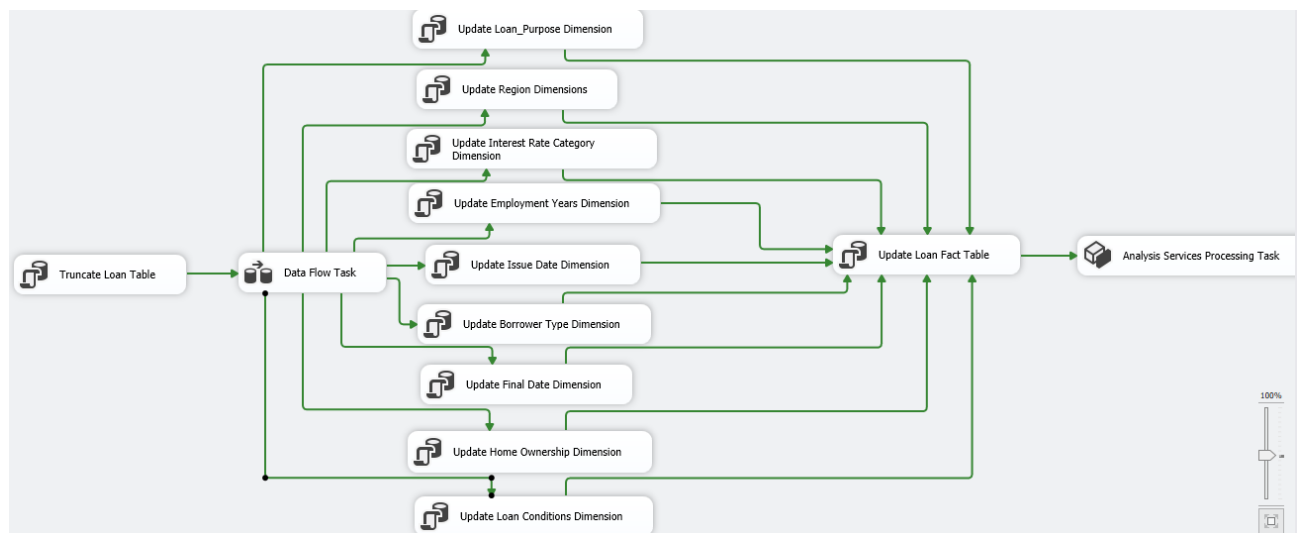 Update Loan_Purpose Dimension
Update Region Dimensions
Update Interest Rate Category
Dimension
Update Employment Years Dimension
Truncate Loan Table
Data Flow Task
Update Issue Date Dimension
Update Loan Fact Table
Analysis Services Processing Task
Update Borrower Type Dimension
Update Final Date Dimension
100%
Update Home Ownership Dimension
Update Loan Conditions Dimension